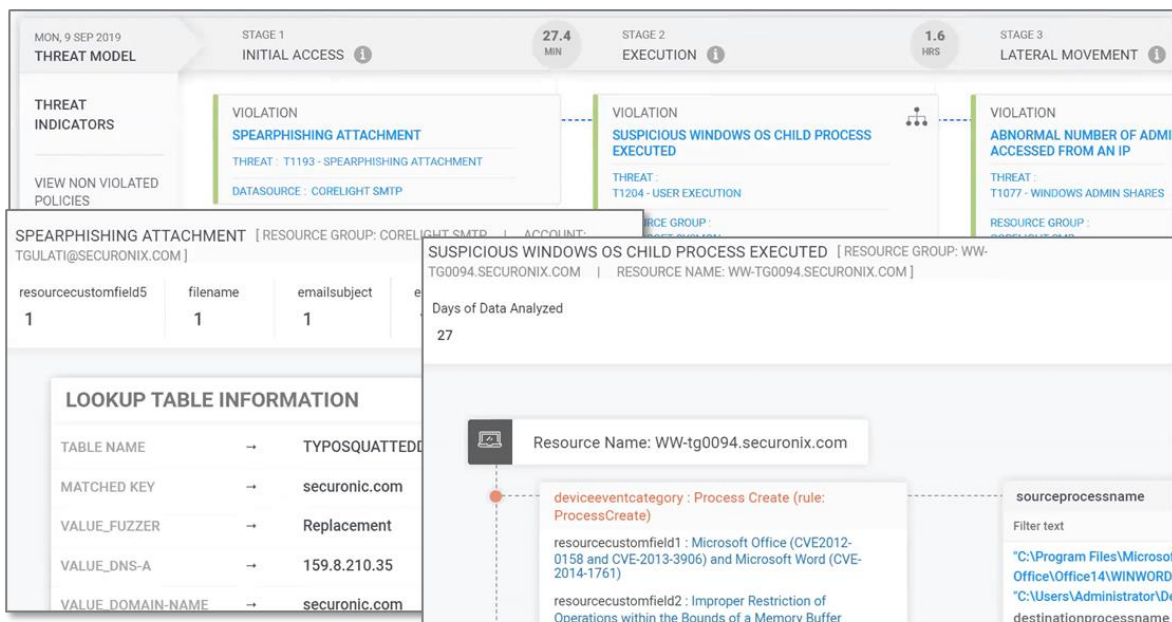 MON, 9 SEP 2019
THREAT MODEL
STAGE 1
INITIAL ACCESS
27.4
MIN
STAGE 2
EXECUTION
1.6
HRS
STAGE 3
LATERAL MOVEMENT
THREAT
INDICATORS
VIEW NON VIOLATED
POLICIES
VIOLATION
SPEARPHISHING ATTACHMENT
THREAT : T1193 - SPEARPHISHING ATTACHMENT
DATASOURCE : CORELIGHT SMTP
VIOLATION
SUSPICIOUS WINDOWS OS CHILD PROCESS
EXECUTED
THREAT :
T1204 - USER EXECUTION
VIOLATION
ABNORMAL NUMBER OF ADMI
ACCESSED FROM AN IP
THREAT :
T1077 - WINDOWS ADMIN SHARES
RESOURCE GROUP :
SPEARPHISHING ATTACHMENT [ RESOURCE GROUP: CORELIGHT SMTP | ACCOUNT:
TGULATI@SECURONIX.COM ]
resourcecustomfield5 filename emailsubject
1 1 1
LOOKUP TABLE INFORMATION
TABLE NAME → TYPOSQUATTED
MATCHED KEY → securonic.com
VALUE_FUZZER → Replacement
VALUE_DNS-A → 159.8.210.35
VALUE_DOMAIN-NAME → securonic.com
SUSPICIOUS WINDOWS OS CHILD PROCESS EXECUTED [ RESOURCE GROUP: WW-
TG0094.SECURONIX.COM | RESOURCE NAME: WW-TG0094.SECURONIX.COM ]
Days of Data Analyzed
27
Resource Name: WW-tg0094.securonix.com
deviceeventcategory : Process Create (rule:
ProcessCreate)
resourcecustomfield1 : Microsoft Office (CVE2012-
0158 and CVE-2013-3906) and Microsoft Word (CVE-
2014-1761)
resourcecustomfield2 : Improper Restriction of
Operations within the Bounds of a Memory Buffer
sourceprocessname
Filter text
"C:\Program Files\Microsof
Office\Office14\WINWORD
"C:\Users\Administrator\De
destinationprocessname